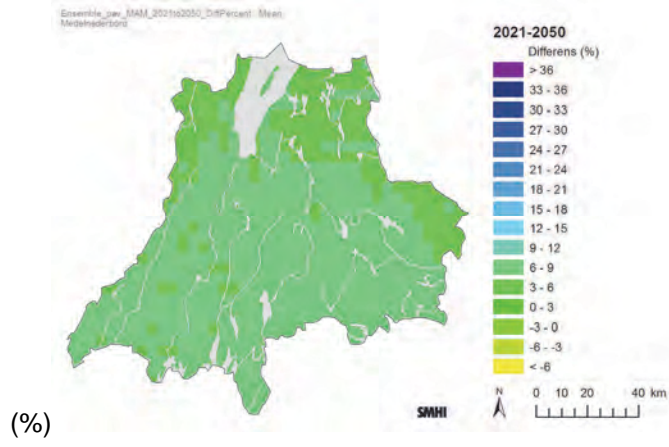 Ensemble_pav_MAM_2021to2050_DiffPercent : Mean
Medelnederbörd
2021-2050
Differens (%)
> 36
33 - 36
30 - 33
27 - 30
24 - 27
21 - 24
18 - 21
15 - 18
12 - 15
9 - 12
6 - 9
3 - 6
0 - 3
-3 - 0
-6 - -3
< -6
N
0 10 20 40 km
SMHI
(%)